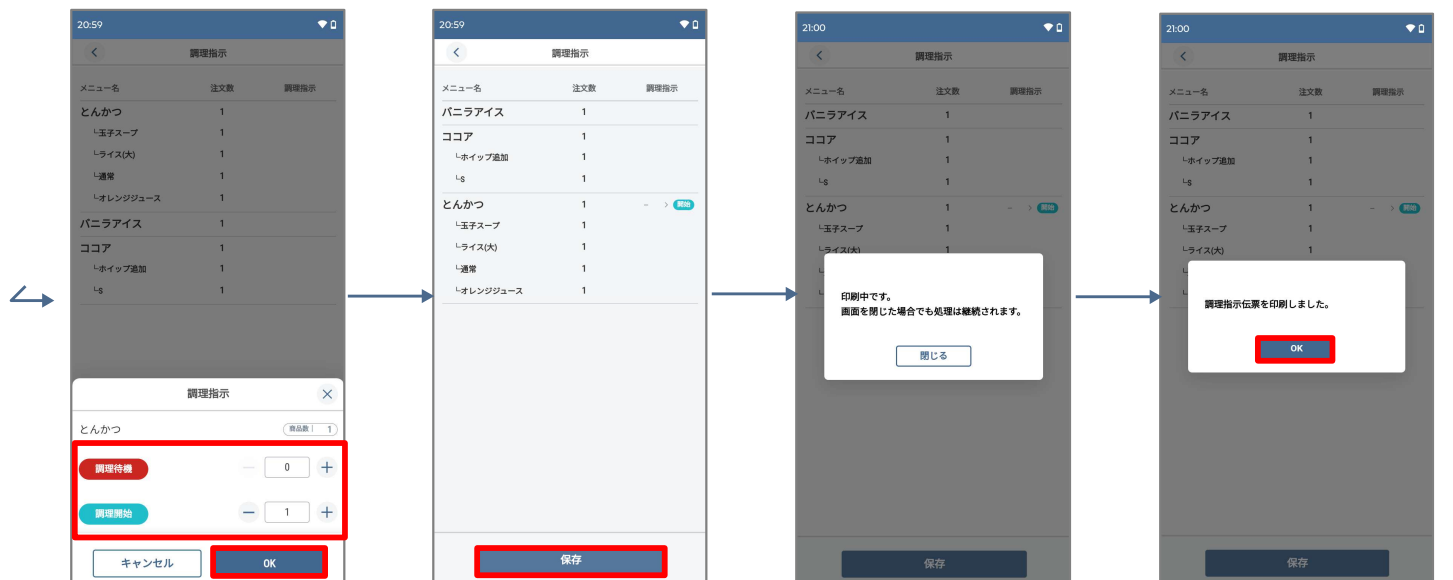 20:59
調理指示
メニュー名 注文数 調理指示
とんかつ 1
└玉子スープ 1
└ライス(大) 1
└通常 1
└オレンジジュース 1
バニラアイス 1
ココア 1
└ホイップ追加 1
└S 1
調理指示
とんかつ 商品数 1
調理待機 0
調理開始 1
キャンセル OK
20:59
調理指示
メニュー名 注文数 調理指示
バニラアイス 1
ココア 1
└ホイップ追加 1
└S 1
とんかつ 1 - > 開始
└玉子スープ 1
└ライス(大) 1
└通常 1
└オレンジジュース 1
保存
21:00
調理指示
メニュー名 注文数 調理指示
バニラアイス 1
ココア 1
└ホイップ追加 1
└S 1
とんかつ 1 - > 開始
└玉子スープ 1
└ライス(大) 1
印刷中です。
画面を閉じた場合でも処理は継続されます。
閉じる
保存
21:00
調理指示
メニュー名 注文数 調理指示
バニラアイス 1
ココア 1
└ホイップ追加 1
└S 1
とんかつ 1 - > 開始
└玉子スープ 1
└ライス(大) 1
調理指示伝票を印刷しました。
OK
保存